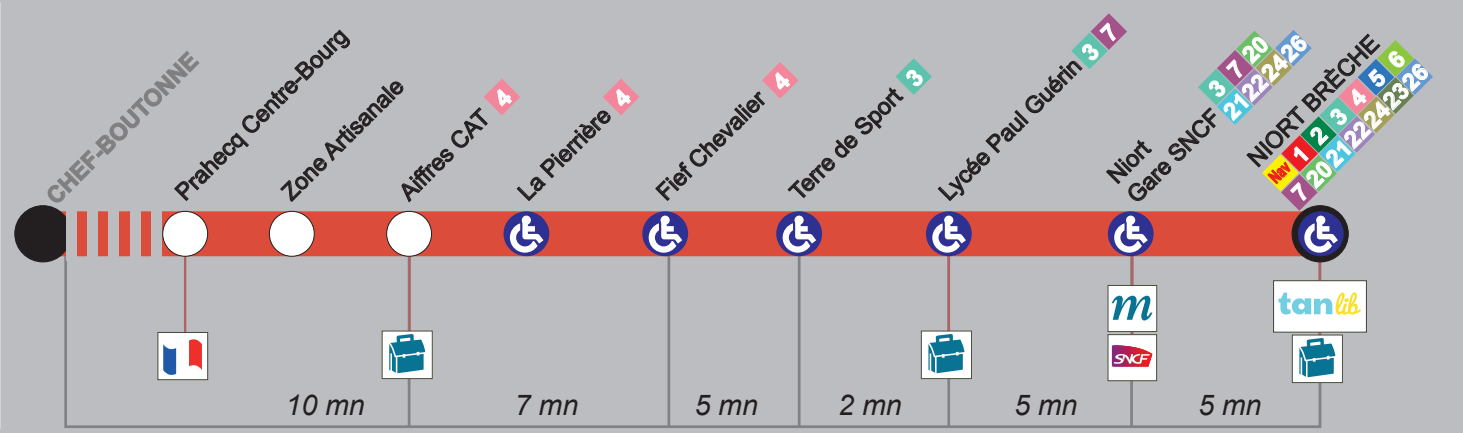 CHEF-BOUTONNE
Prahecq Centre-Bourg
Zone Artisanale
Aiffres CAT 4
La Pierrière 4
Fief Chevalier 4
Terre de Sport 3
Lycée Paul Guérin 3 7
Niort
Gare SNCF
3 7 20
21 22 24 26
NIORT BRÈCHE
Nav 1 2 3 4 5 6
7 20 21 22 24 23 26
m
SNCF
tanlib
10 mn
7 mn
5 mn
2 mn
5 mn
5 mn